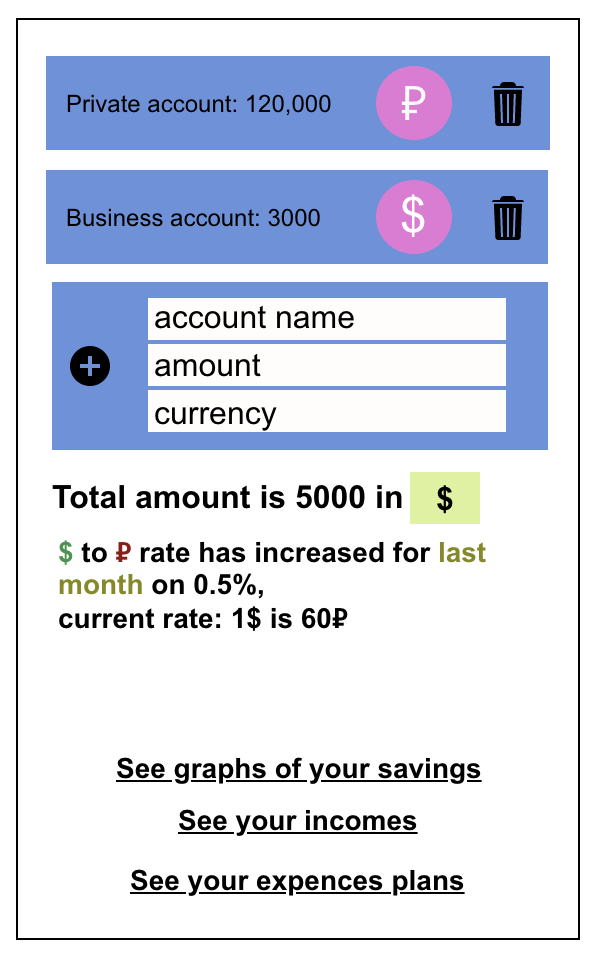 Private account: 120,000 ₽
Business account: 3000 $
account name
amount
currency
Total amount is 5000 in $
$ to ₽ rate has increased for last
month on 0.5%,
current rate: 1$ is 60₽
See graphs of your savings
See your incomes
See your expences plans